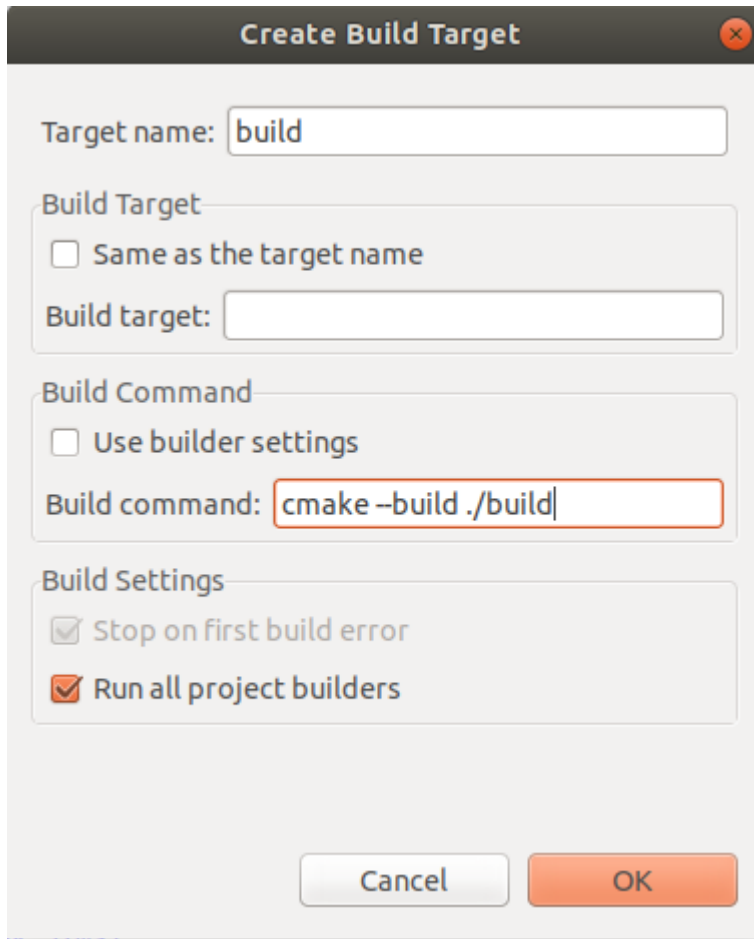 Create Build Target
Target name: build
Build Target
Same as the target name
Build target:
Build Command
Use builder settings
Build command: cmake --build ./build
Build Settings
Stop on first build error
Run all project builders
Cancel OK